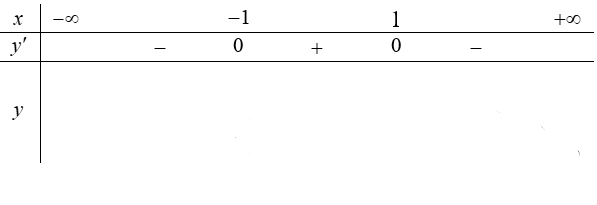 x −∞ −1 1 +∞
y′ − 0 + 0 −
y